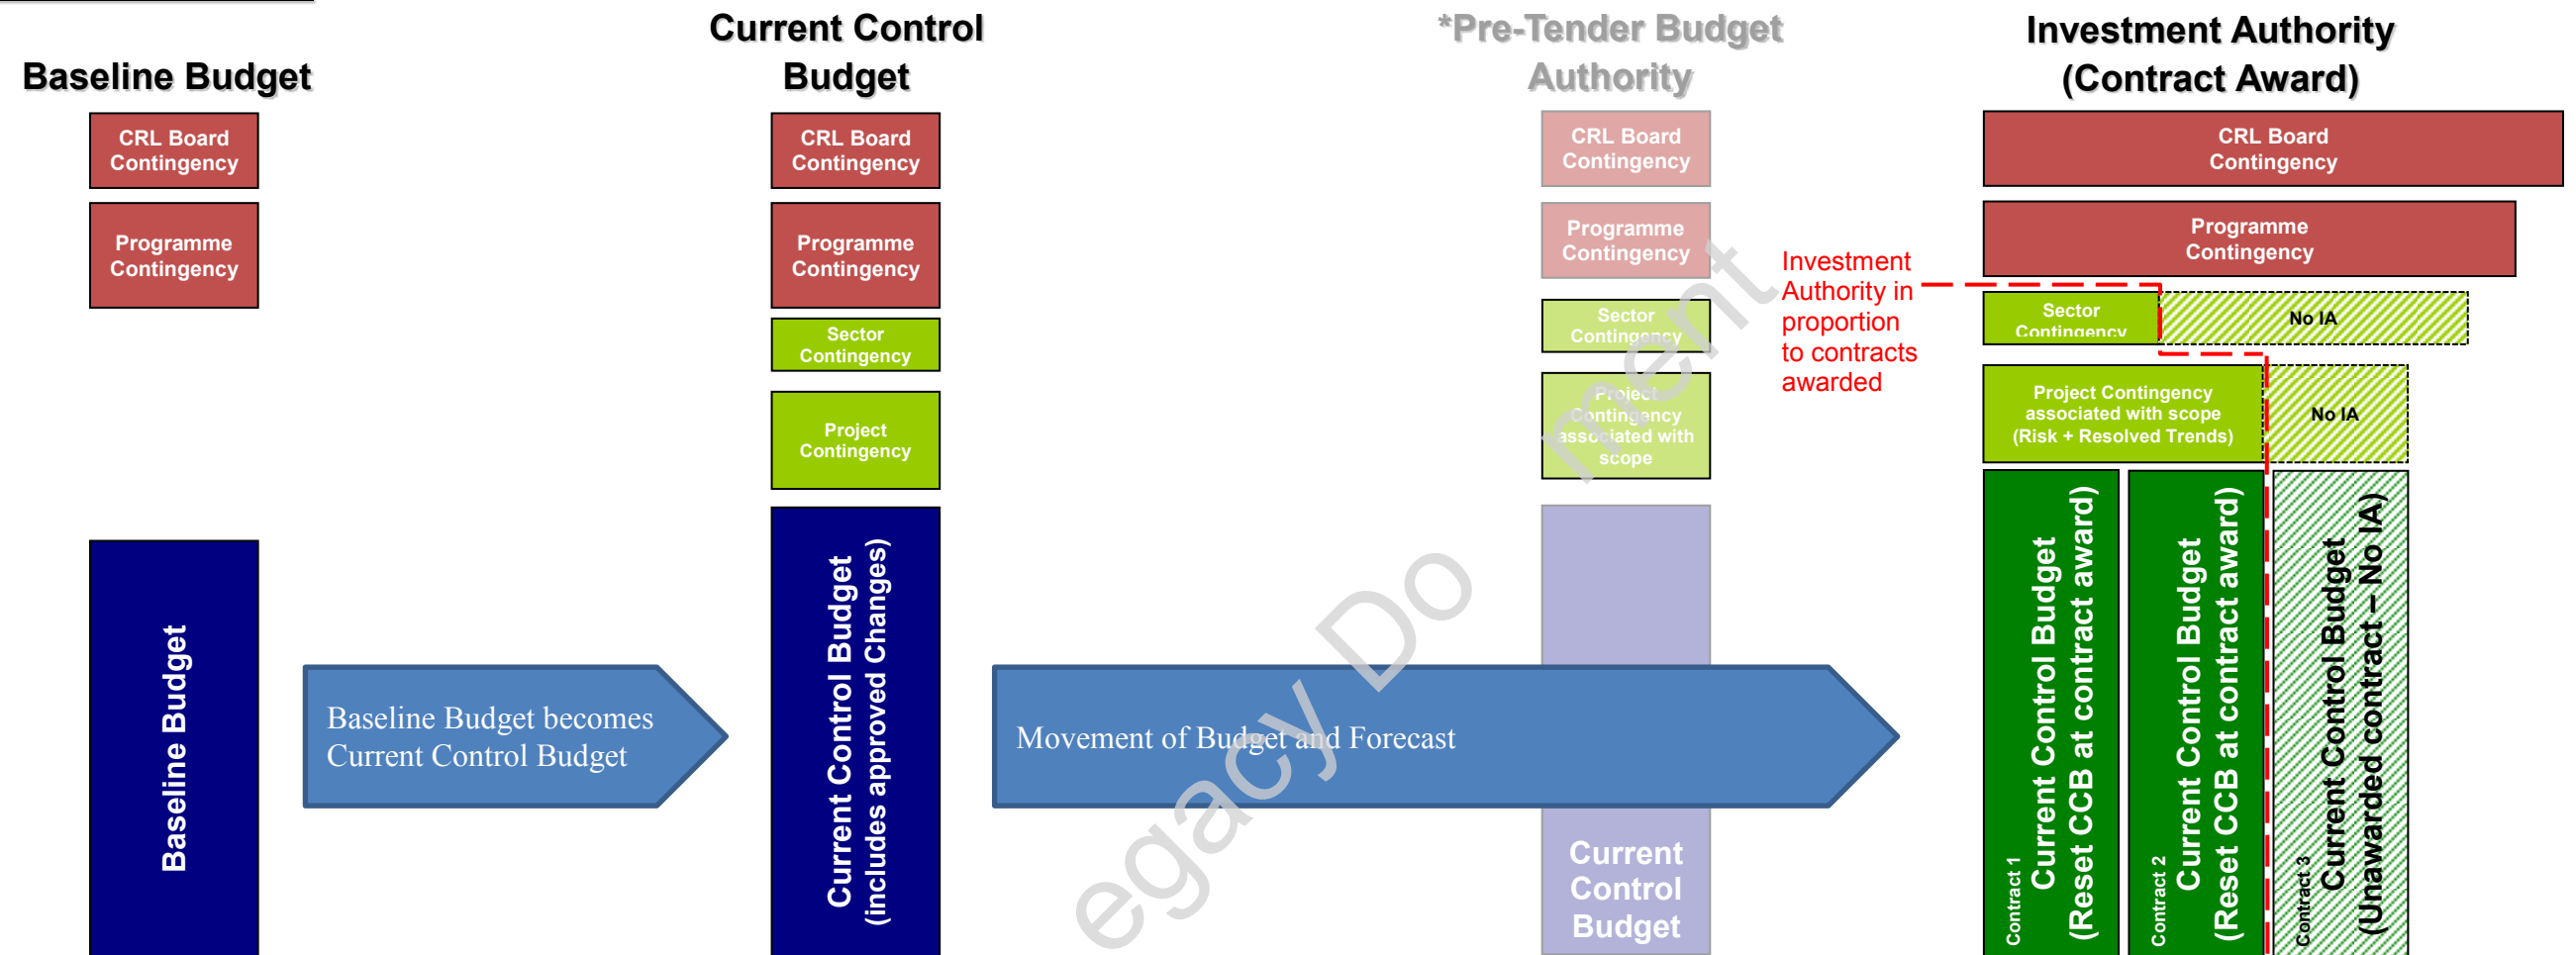 Baseline Budget
CRL Board
Contingency
Programme
Contingency
Baseline Budget
Baseline Budget becomes
Current Control Budget
Current Control
Budget
CRL Board
Contingency
Programme
Contingency
Sector
Contingency
Project
Contingency
Current Control Budget
(includes approved Changes)
Movement of Budget and Forecast
*Pre-Tender Budget
Authority
CRL Board
Contingency
Programme
Contingency
Sector
Contingency
Project
Contingency
associated with
scope
Current
Control
Budget
Investment
Authority in
proportion
to contracts
awarded
Investment Authority
(Contract Award)
CRL Board
Contingency
Programme
Contingency
Sector
Contingency
No IA
Project Contingency
associated with scope
(Risk + Resolved Trends)
No IA
Contract 1
Current Control Budget
(Reset CCB at contract award)
Contract 2
Current Control Budget
(Reset CCB at contract award)
Contract 3
Current Control Budget
(Unawarded contract – No IA)
egacy Do
ment